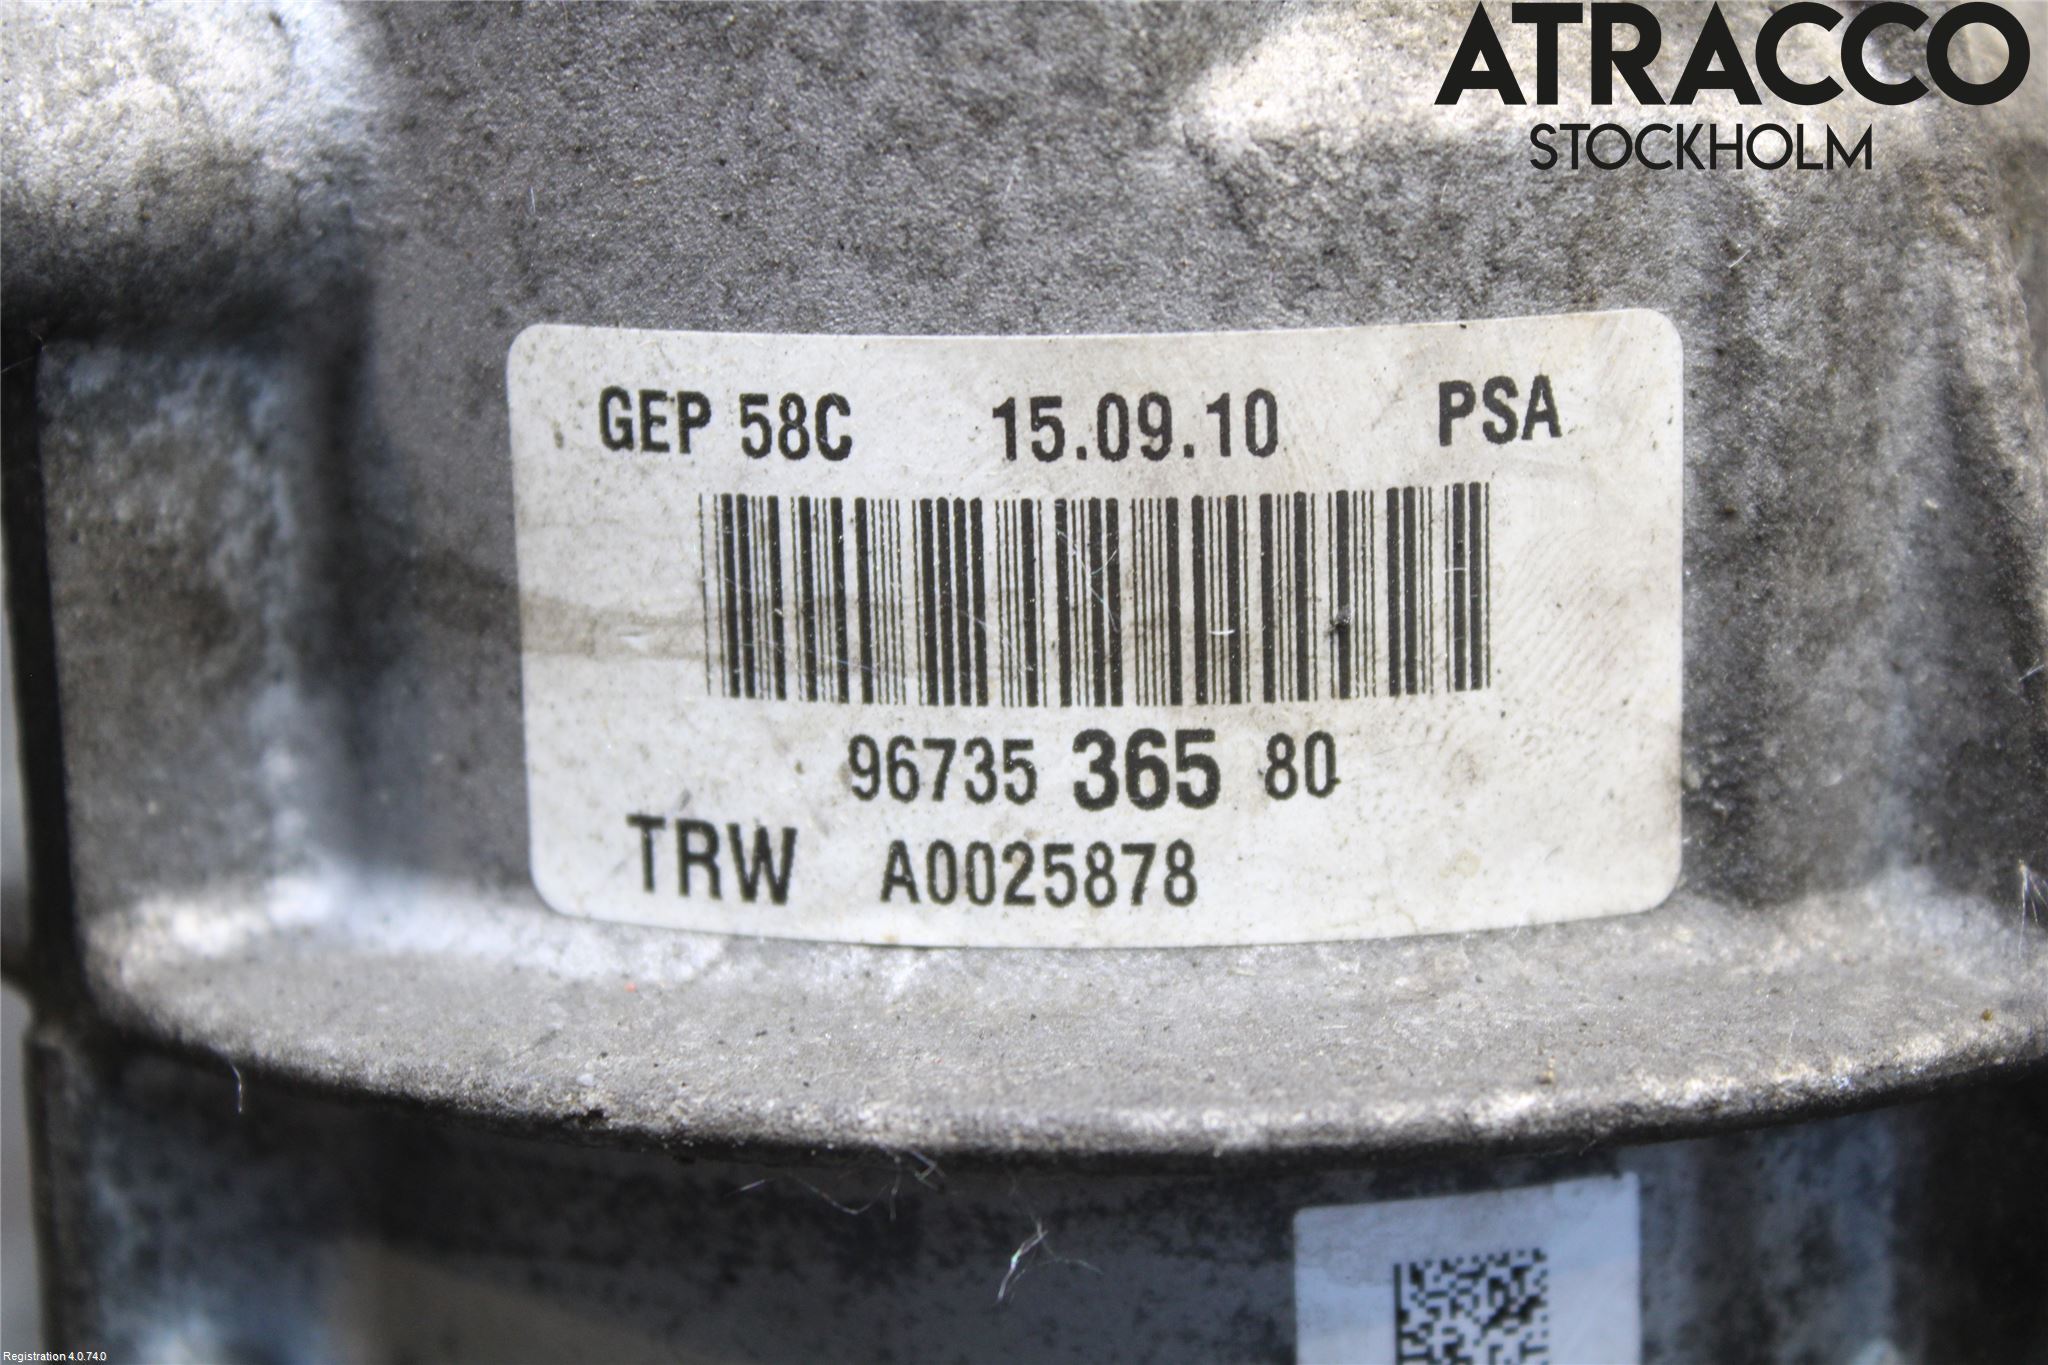 ATRACCO
STOCKHOLM
GEP 58C 15.09.10 PSA
96735 365 80
TRW A0025878
Registration 4.0.74.0